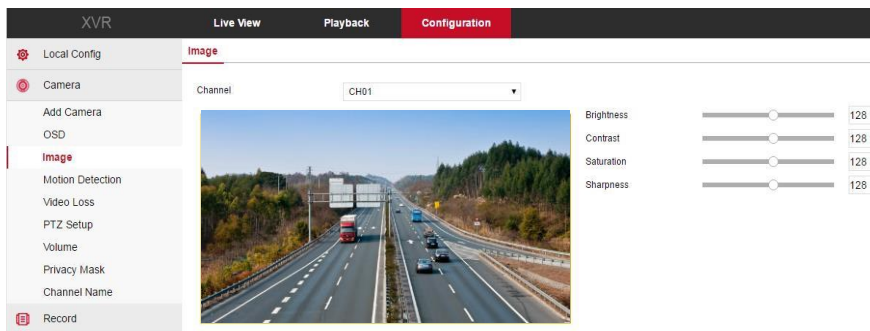 XVR Live View Playback Configuration
Local Config
Image
Camera
Channel CH01
Add Camera
OSD
Image
Motion Detection
Video Loss
PTZ Setup
Volume
Privacy Mask
Channel Name
Record
Brightness 128
Contrast 128
Saturation 128
Sharpness 128